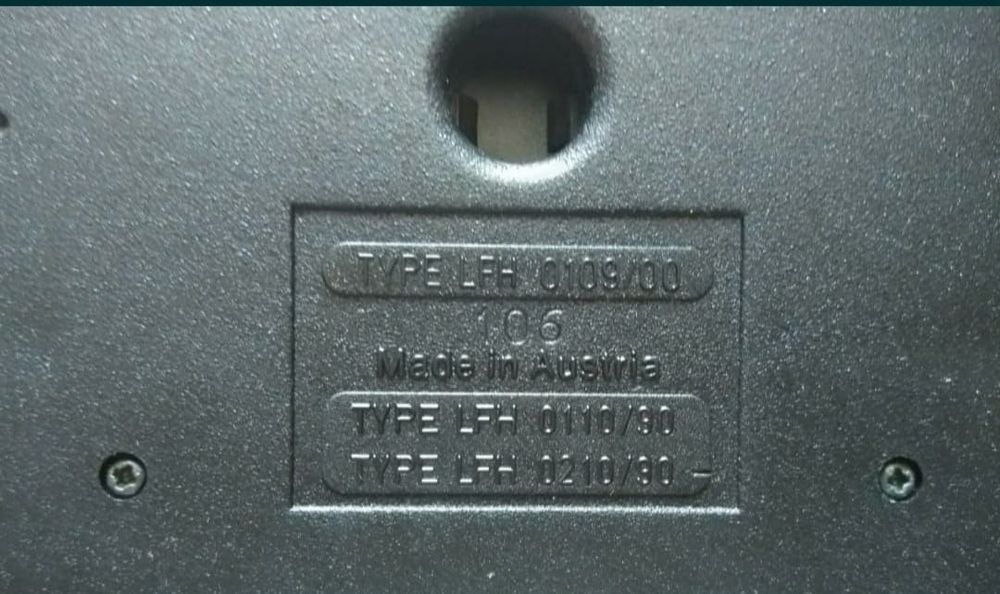 TYPE LFH 0109/00
106
Made in Austria
TYPE LFH 0110/90
TYPE LFH 0210/90 -